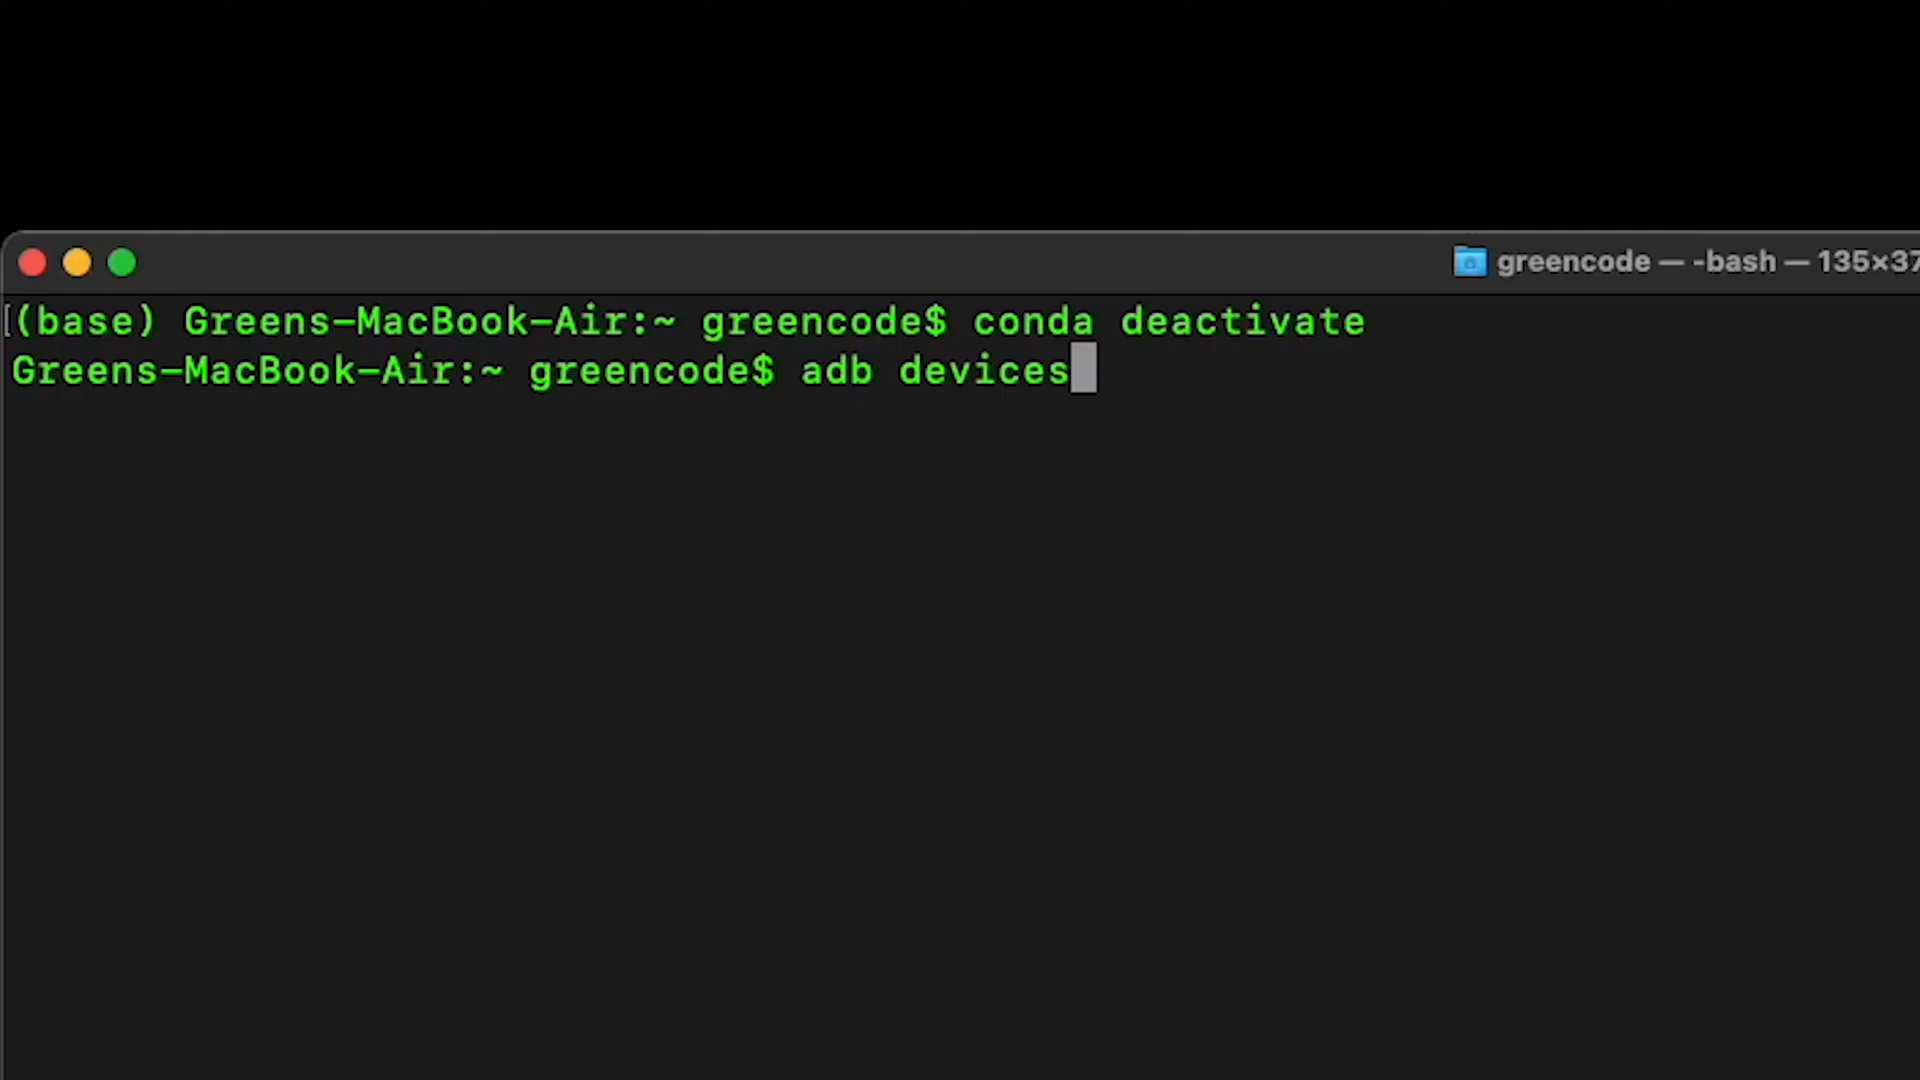 greencode — -bash — 135×37
(base) Greens-MacBook-Air:~ greencode$ conda deactivate
Greens-MacBook-Air:~ greencode$ adb devices